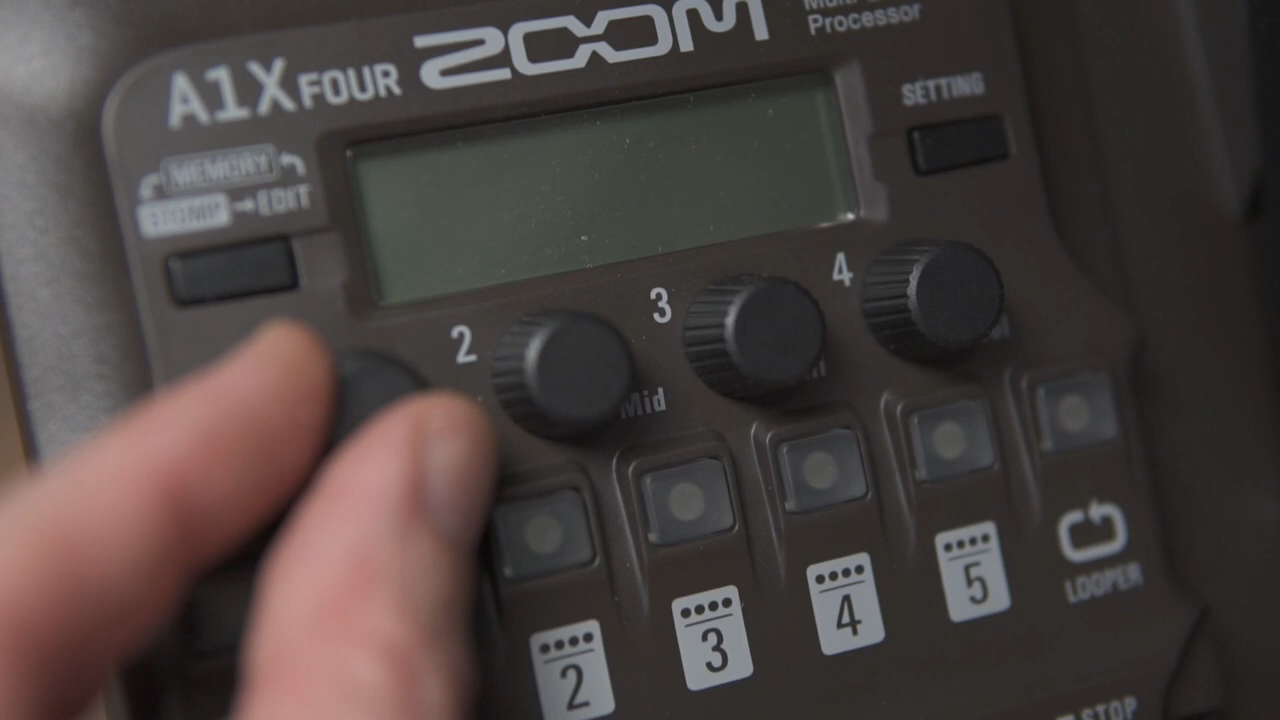 A1X FOUR ZOOM
Processor
SETTING
MEMORY
STOMP → EDIT
2 3 4
Mid
2 3 4 5
LOOPER
STOP